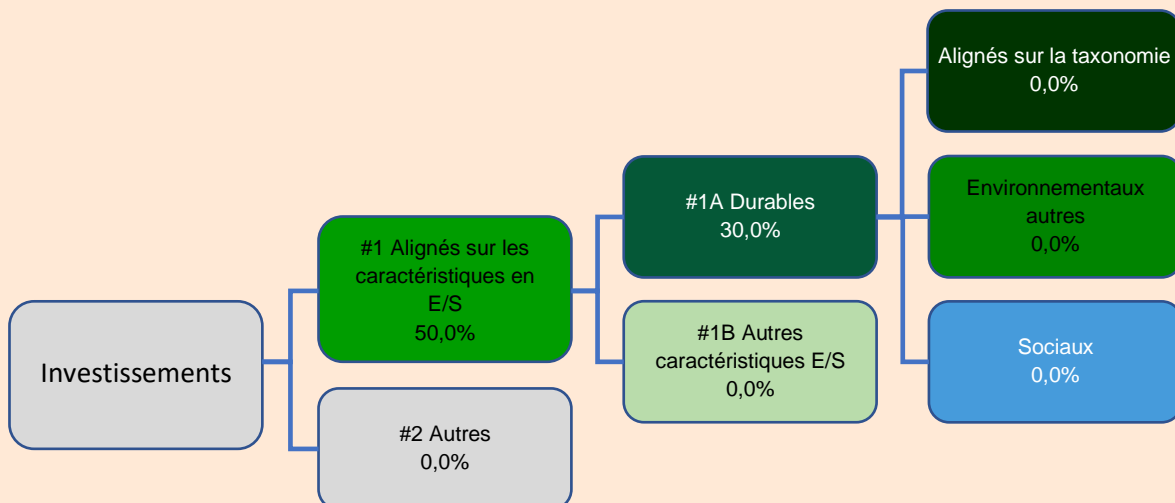 Investissements
#1 Alignés sur les
caractéristiques en
E/S
50,0%
#2 Autres
0,0%
#1A Durables
30,0%
#1B Autres
caractéristiques E/S
0,0%
Alignés sur la taxonomie
0,0%
Environnementaux
autres
0,0%
Sociaux
0,0%